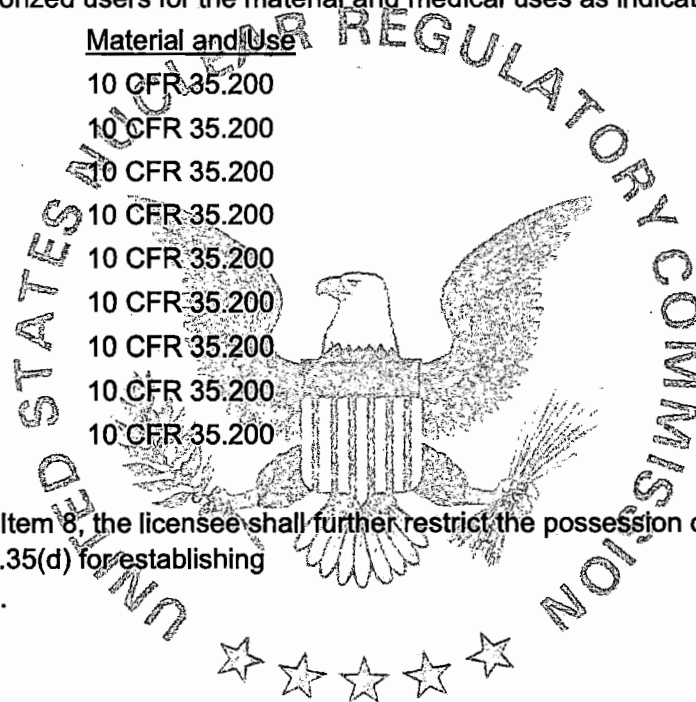 orized users for the material and medical uses as indicat
Material and Use
10 CFR 35.200
10 CFR 35.200
10 CFR 35.200
10 CFR 35.200
10 CFR 35.200
10 CFR 35.200
10 CFR 35.200
10 CFR 35.200
10 CFR 35.200
Item 8, the licensee shall further restrict the possession o
.35(d) for establishing
.
UNITED STATES NUCLEAR REGULATORY COMMISSION